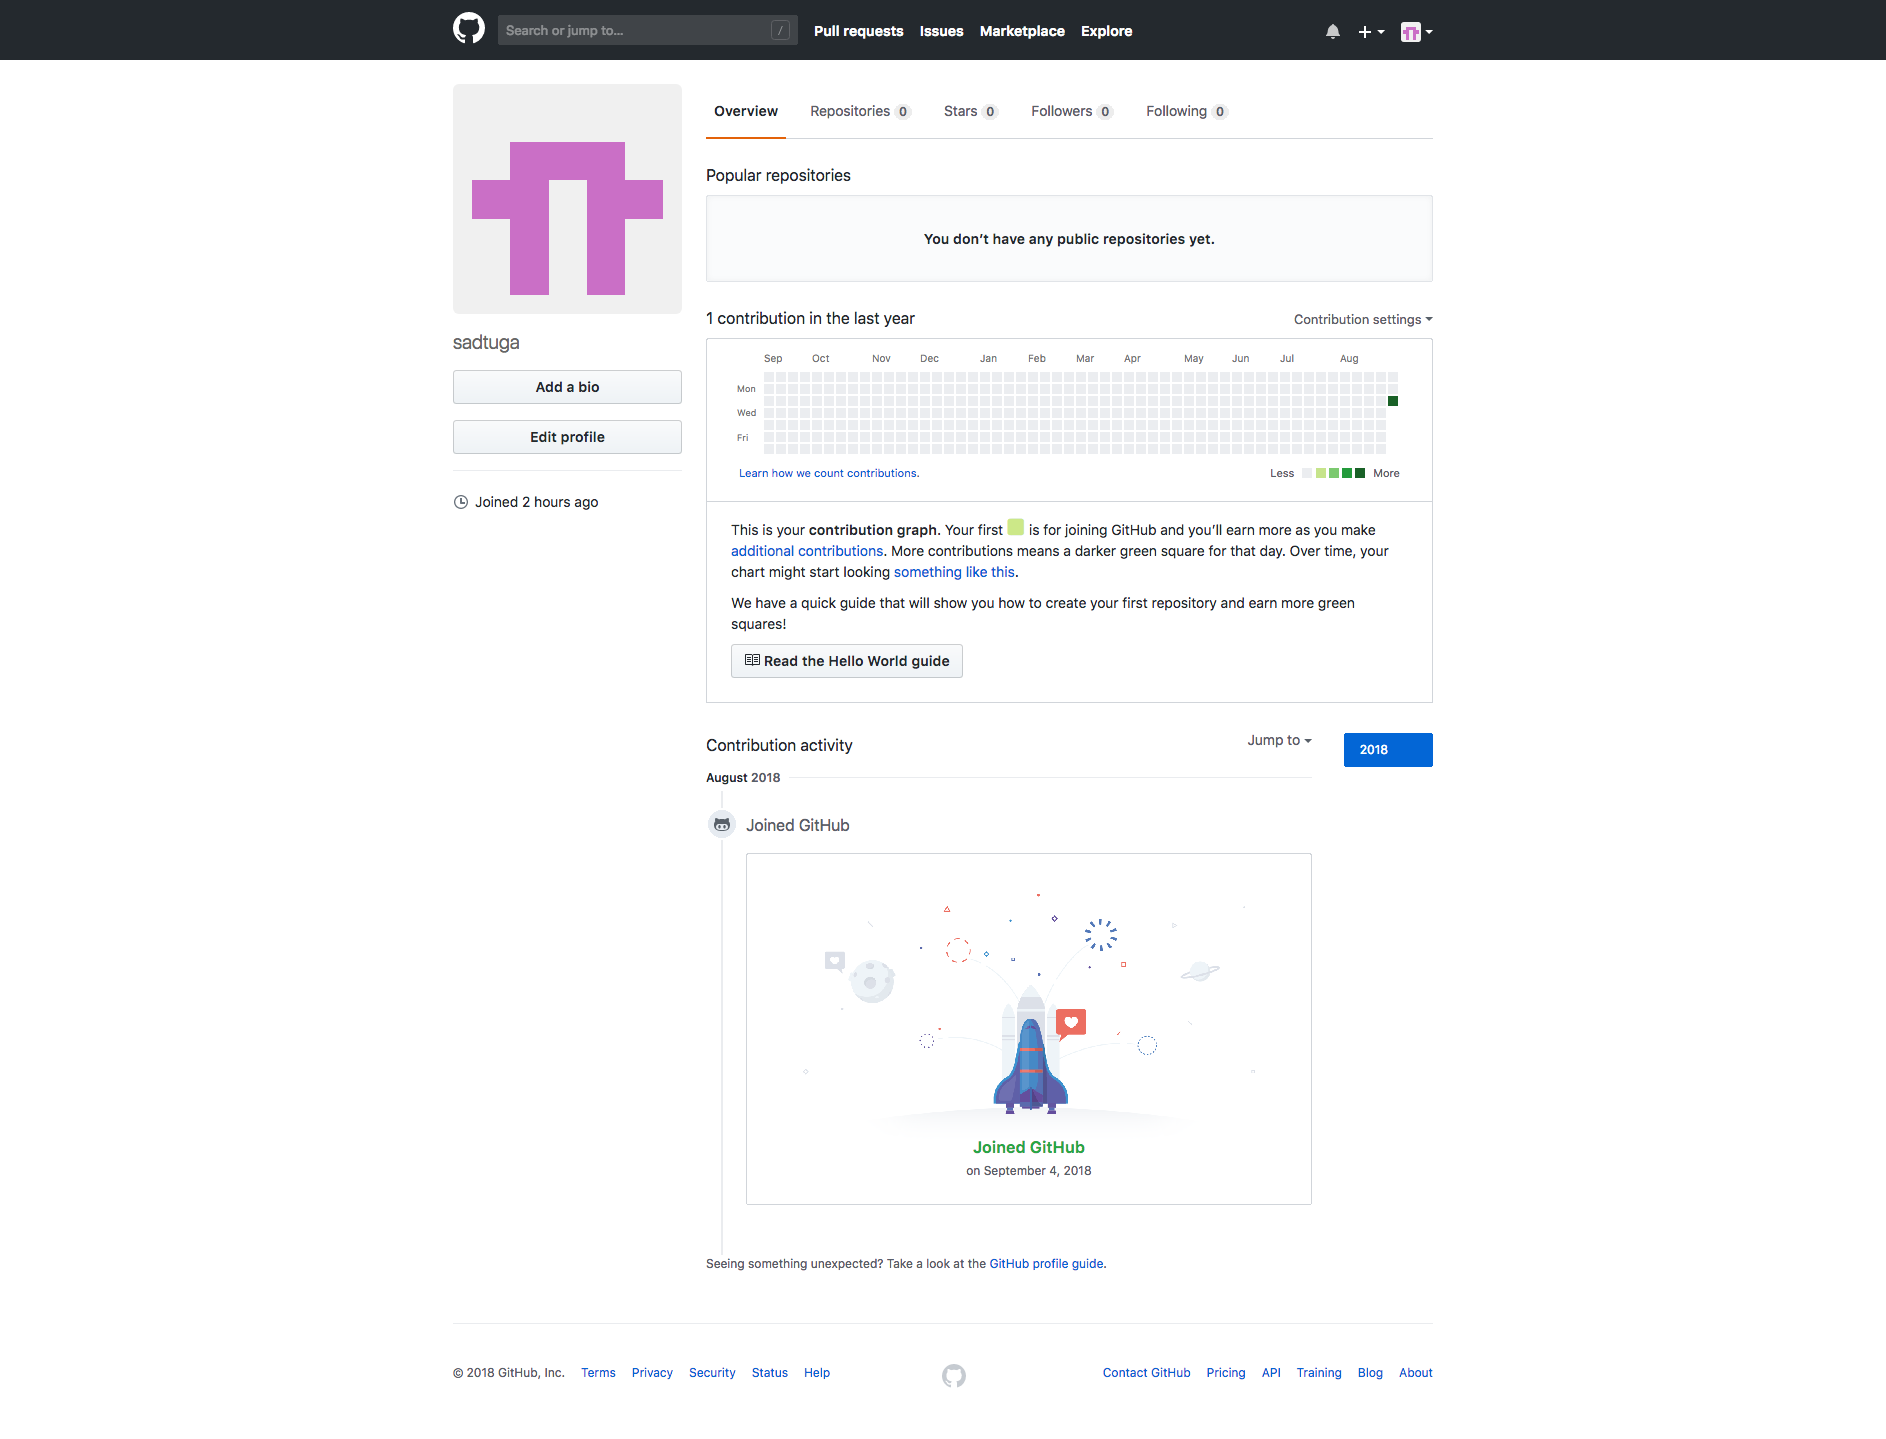 Search or jump to... /
Pull requests Issues Marketplace Explore
Overview Repositories 0 Stars 0 Followers 0 Following 0
sadtuga
Add a bio
Edit profile
Joined 2 hours ago
Popular repositories
You don’t have any public repositories yet.
1 contribution in the last year
Contribution settings
Sep Oct Nov Dec Jan Feb Mar Apr May Jun Jul Aug
Mon
Wed
Fri
Learn how we count contributions.
Less More
This is your contribution graph. Your first is for joining GitHub and you’ll earn more as you make
additional contributions. More contributions means a darker green square for that day. Over time, your
chart might start looking something like this.
We have a quick guide that will show you how to create your first repository and earn more green
squares!
Read the Hello World guide
Contribution activity
Jump to
2018
August 2018
Joined GitHub
Joined GitHub
on September 4, 2018
Seeing something unexpected? Take a look at the GitHub profile guide.
© 2018 GitHub, Inc. Terms Privacy Security Status Help
Contact GitHub Pricing API Training Blog About